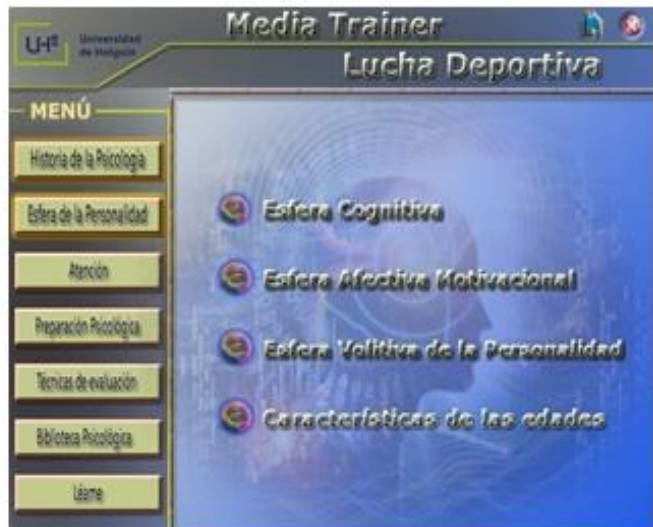 Media Trainer
Lucha Deportiva
UHo
Universidad
de Holguín
MENÚ
Historia de la Psicología
Esfera de la Personalidad
Atención
Preparación Psicológica
Técnicas de evaluación
Biblioteca Psicológica
Léame
Esfera Cognitiva
Esfera Afectiva Motivacional
Esfera Volitiva de la Personalidad
Características de las edades